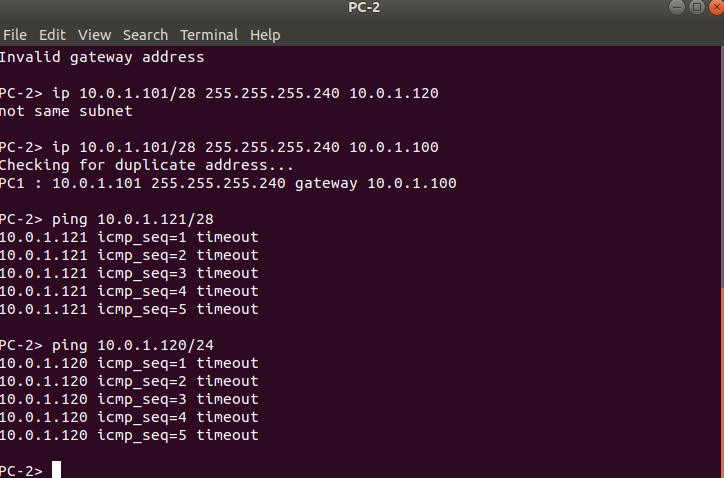 PC-2
File Edit View Search Terminal Help
Invalid gateway address
PC-2> ip 10.0.1.101/28 255.255.255.240 10.0.1.120
not same subnet
PC-2> ip 10.0.1.101/28 255.255.255.240 10.0.1.100
Checking for duplicate address...
PC1 : 10.0.1.101 255.255.255.240 gateway 10.0.1.100
PC-2> ping 10.0.1.121/28
10.0.1.121 icmp_seq=1 timeout
10.0.1.121 icmp_seq=2 timeout
10.0.1.121 icmp_seq=3 timeout
10.0.1.121 icmp_seq=4 timeout
10.0.1.121 icmp_seq=5 timeout
PC-2> ping 10.0.1.120/24
10.0.1.120 icmp_seq=1 timeout
10.0.1.120 icmp_seq=2 timeout
10.0.1.120 icmp_seq=3 timeout
10.0.1.120 icmp_seq=4 timeout
10.0.1.120 icmp_seq=5 timeout
PC-2>